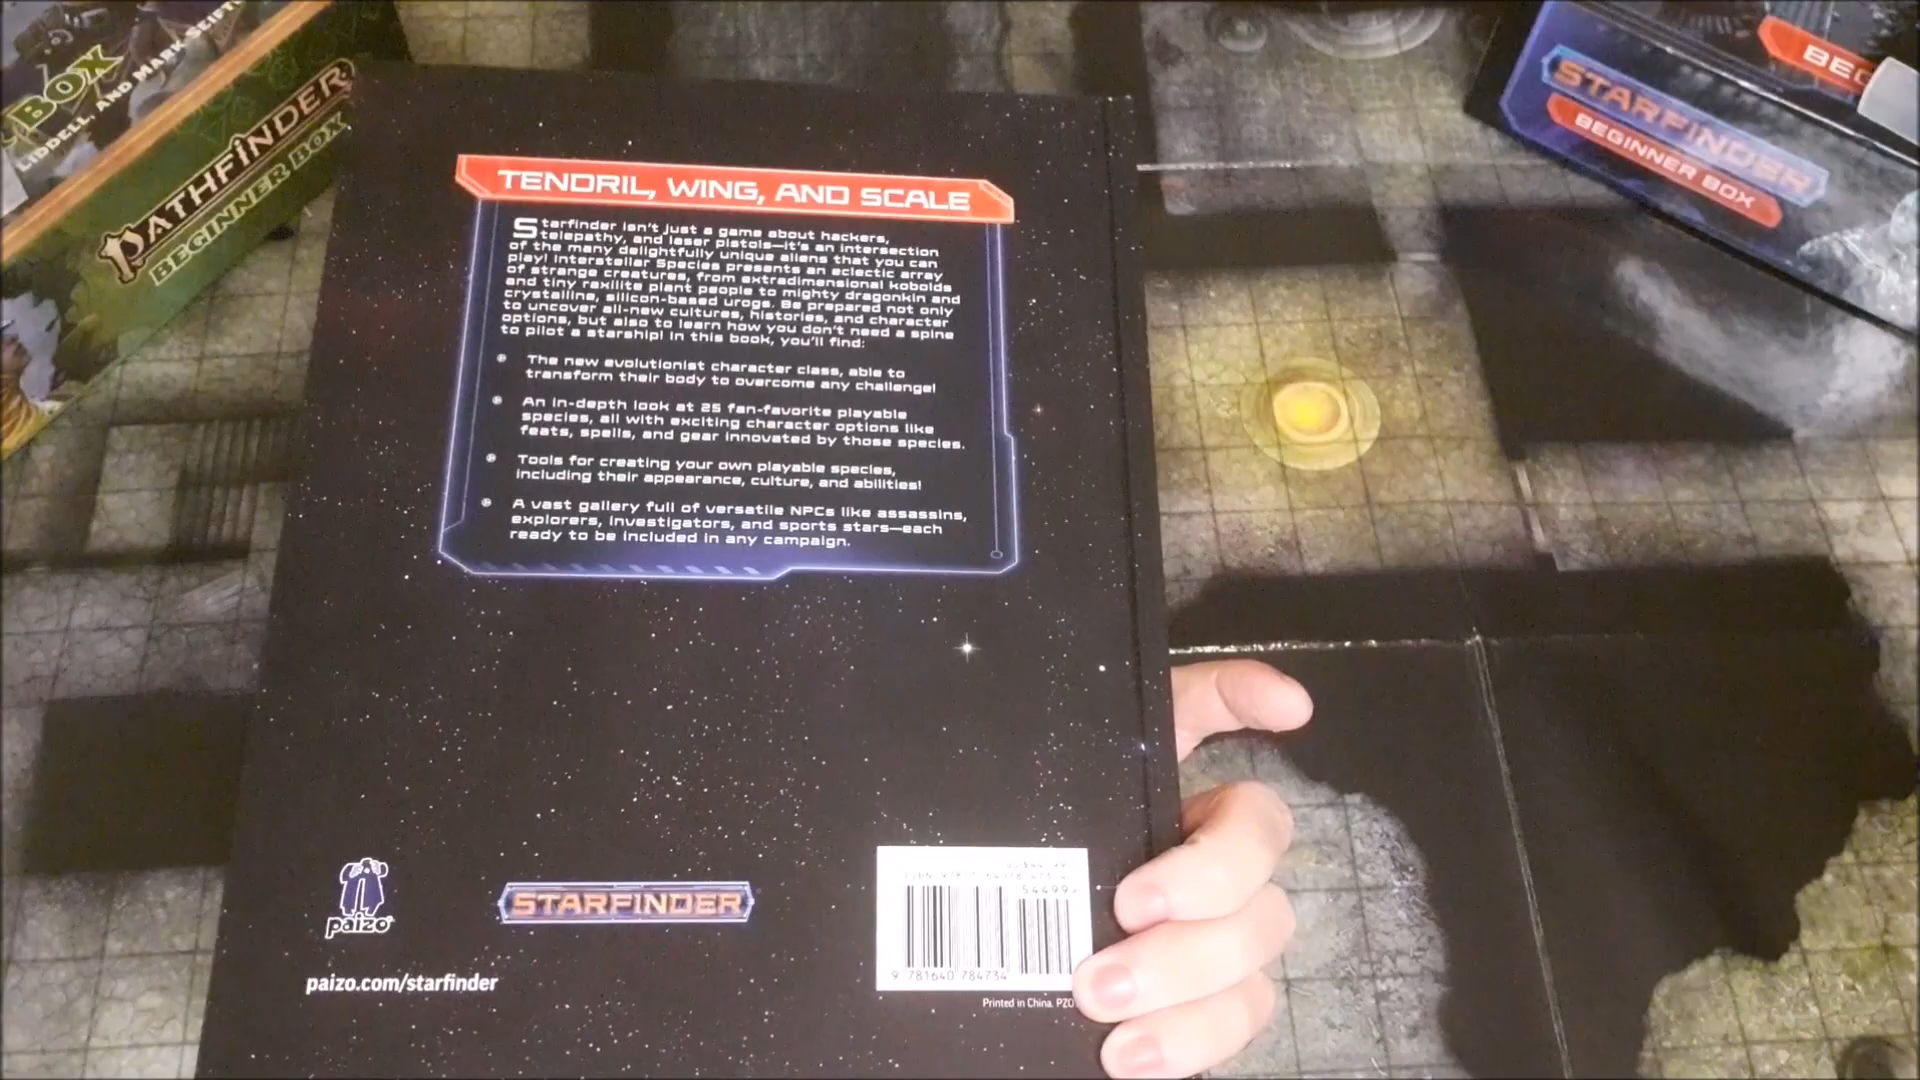 BOX
LIDDELL, AND MARK SEIFT
PATHFINDER
BEGINNER BOX
BEG
STARFINDER
BEGINNER BOX
TENDRIL, WING, AND SCALE
Starfinder isn't just a game about hackers,
telepathy, and laser pistols—it's an intersection
of the many delightfully unique aliens that you can
play! Interstellar Species presents an eclectic array
of strange creatures, from extradimensional kobolds
and tiny raxilite plant people to mighty dragonkin and
crystalline, silicon-based urogs. Be prepared not only
to uncover all-new cultures, histories, and character
options, but also to learn how you don't need a spine
to pilot a starship! In this book, you'll find:
The new evolutionist character class, able to
transform their body to overcome any challenge!
An in-depth look at 25 fan-favorite playable
species, all with exciting character options like
feats, spells, and gear innovated by those species.
Tools for creating your own playable species,
including their appearance, culture, and abilities!
A vast gallery full of versatile NPCs like assassins,
explorers, investigators, and sports stars—each
ready to be included in any campaign.
paizo
STARFINDER
54499>
9 781640 784734
paizo.com/starfinder
Printed in China. PZO